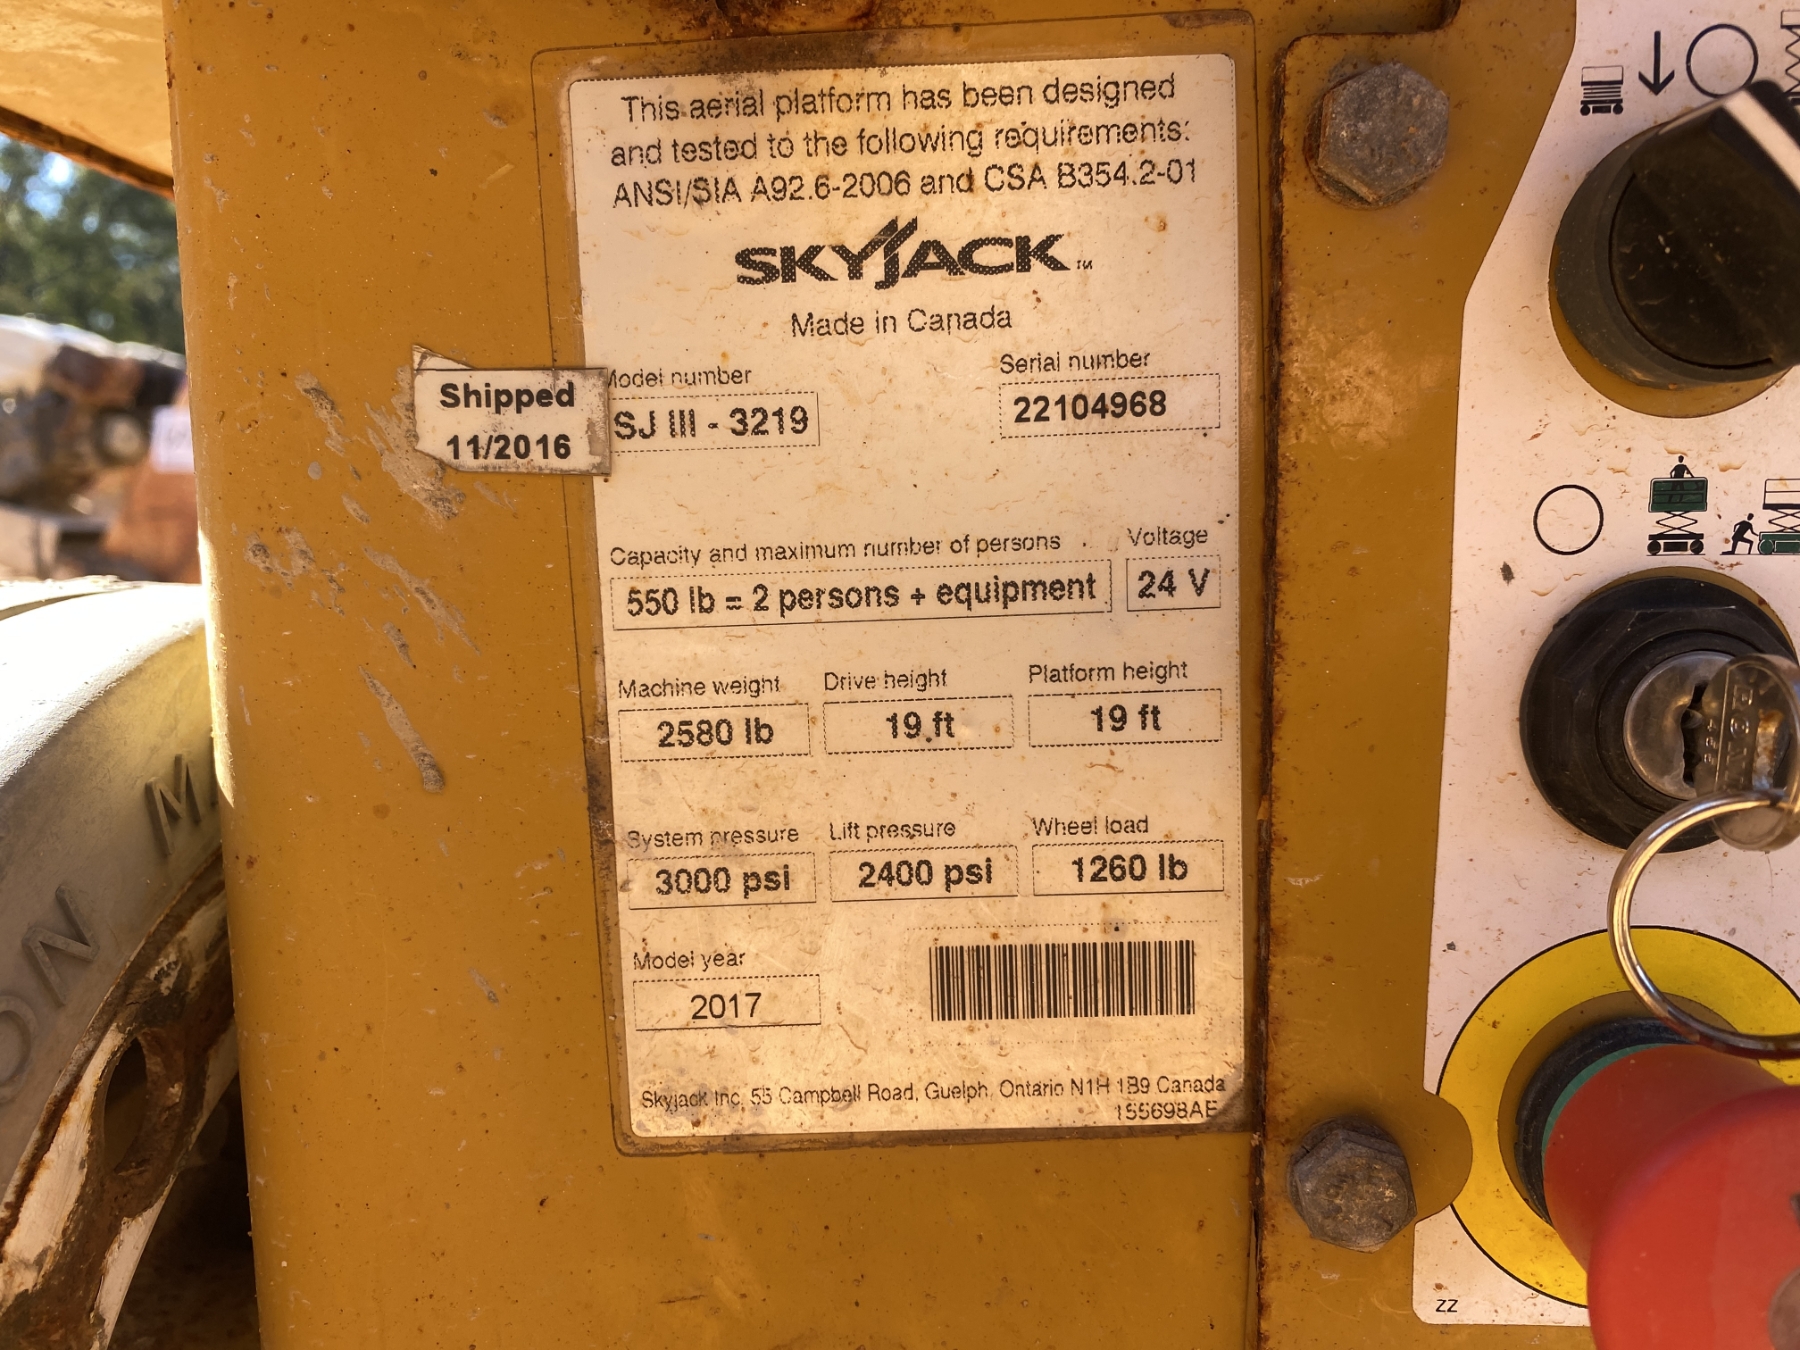 This aerial platform has been designed
and tested to the following requirements:
ANSI/SIA A92.6-2006 and CSA B354.2-01
SKYJACK™
Made in Canada
Shipped
11/2016
Model number
SJ III - 3219
Serial number
22104968
Capacity and maximum number of persons
550 lb = 2 persons + equipment
Voltage
24 V
Machine weight
2580 lb
Drive height
19 ft
Platform height
19 ft
System pressure
3000 psi
Lift pressure
2400 psi
Wheel load
1260 lb
Model year
2017
Skyjack Inc. 55 Campbell Road, Guelph, Ontario N1H 1B9 Canada
155698AE
ZZ